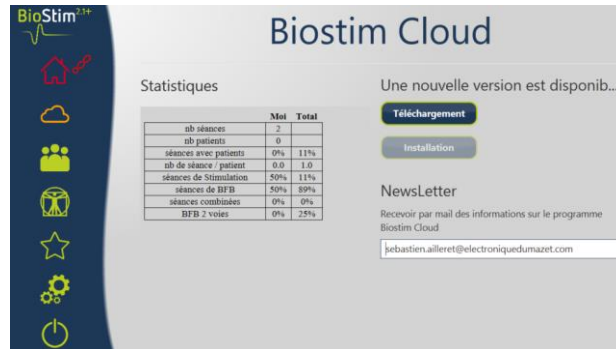 BioStim 2.1+
Biostim Cloud
Statistiques
Moi Total
nb séances 2
nb patients 0
séances avec patients 0% 11%
nb de séance / patient 0.0 1.0
séances de Stimulation 50% 11%
séances de BFB 50% 89%
séances combinées 0% 0%
BFB 2 voies 0% 25%
Une nouvelle version est disponib...
Téléchargement
Installation
NewsLetter
Recevoir par mail des informations sur le programme
Biostim Cloud
sebastien.ailleret@electroniquedumazet.com